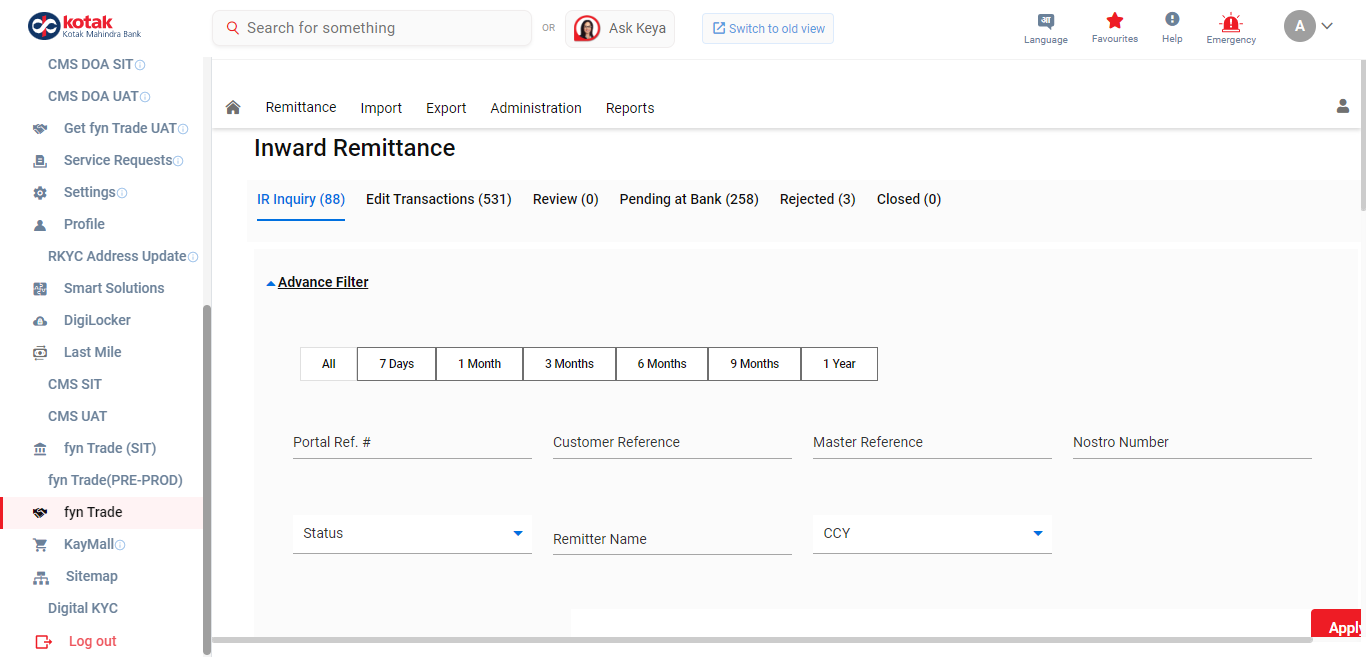 kotak
Kotak Mahindra Bank
Search for something
OR
Ask Keya
Switch to old view
Language
Favourites
Help
Emergency
A
CMS DOA SIT
CMS DOA UAT
Get fyn Trade UAT
Service Requests
Settings
Profile
RKYC Address Update
Smart Solutions
DigiLocker
Last Mile
CMS SIT
CMS UAT
fyn Trade (SIT)
fyn Trade(PRE-PROD)
fyn Trade
KayMall
Sitemap
Digital KYC
Log out
Remittance Import Export Administration Reports
Inward Remittance
IR Inquiry (88) Edit Transactions (531) Review (0) Pending at Bank (258) Rejected (3) Closed (0)
Advance Filter
All 7 Days 1 Month 3 Months 6 Months 9 Months 1 Year
Portal Ref. # Customer Reference Master Reference Nostro Number
Status Remitter Name CCY
Apply